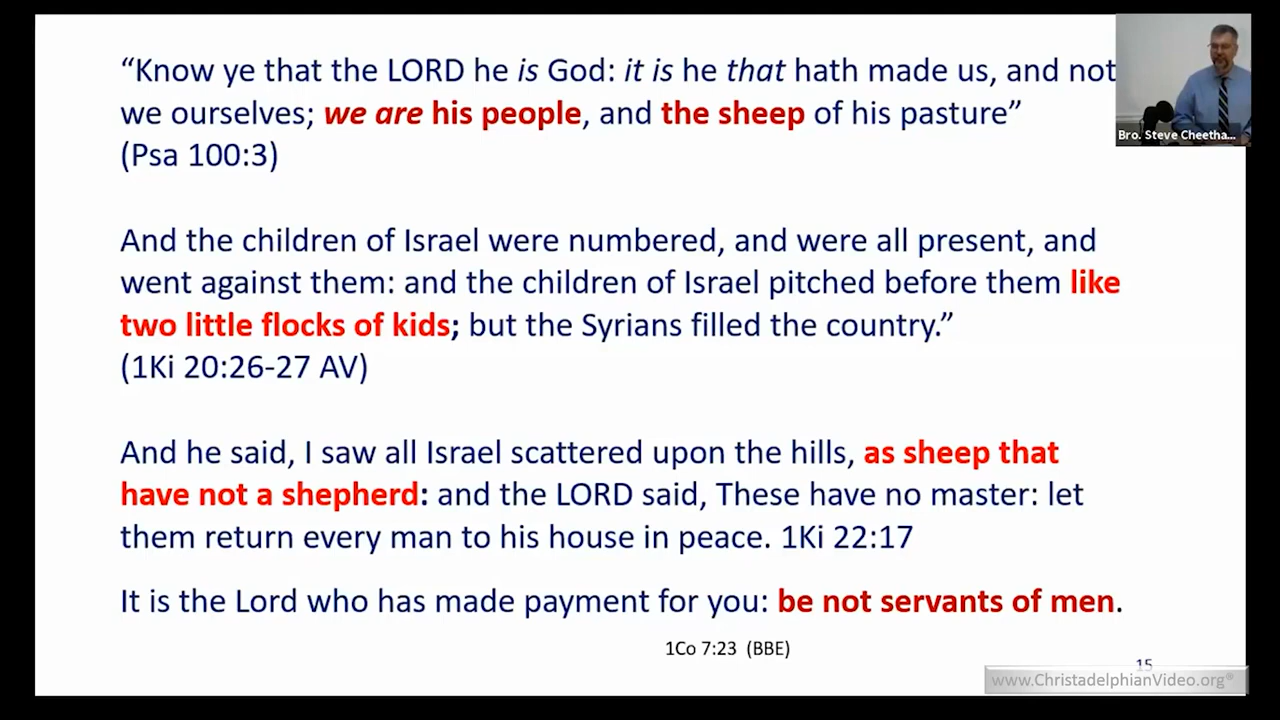 “Know ye that the LORD he is God: it is he that hath made us, and not
we ourselves; we are his people, and the sheep of his pasture”
(Psa 100:3)
And the children of Israel were numbered, and were all present, and
went against them: and the children of Israel pitched before them like
two little flocks of kids; but the Syrians filled the country.”
(1Ki 20:26-27 AV)
And he said, I saw all Israel scattered upon the hills, as sheep that
have not a shepherd: and the LORD said, These have no master: let
them return every man to his house in peace. 1Ki 22:17
It is the Lord who has made payment for you: be not servants of men.
1Co 7:23 (BBE)
15
www.ChristadelphianVideo.org®
Bro. Steve Cheetha...